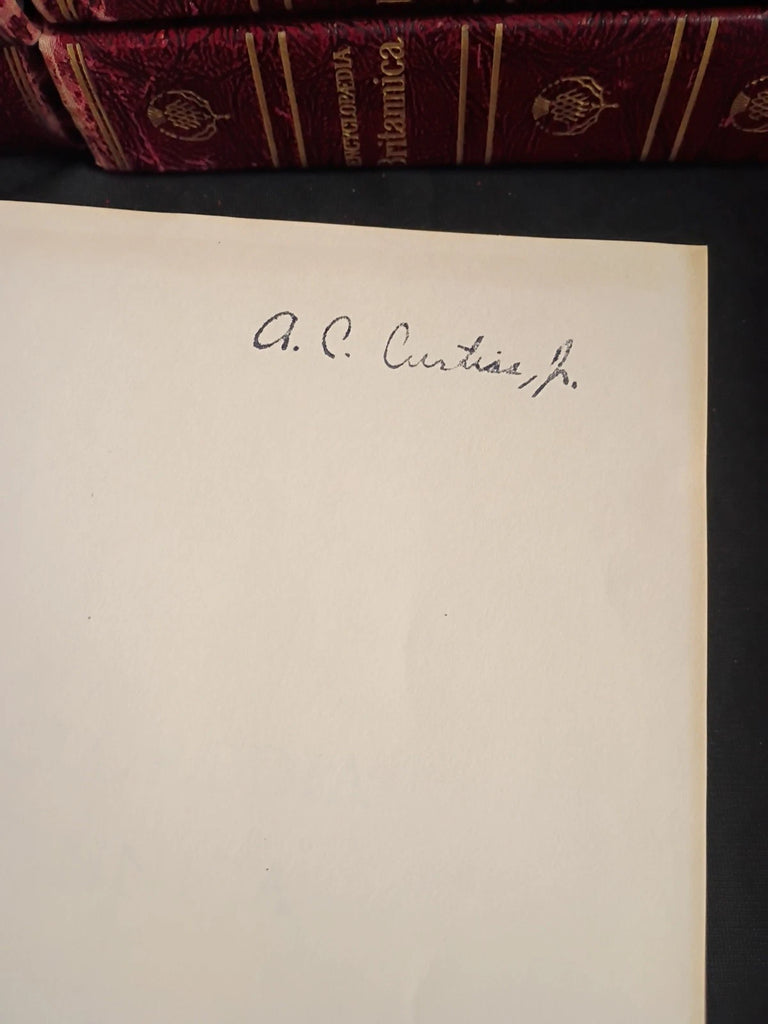 ENCYCLOPÆDIA
Britannica
A. C. Curtiss, Jr.